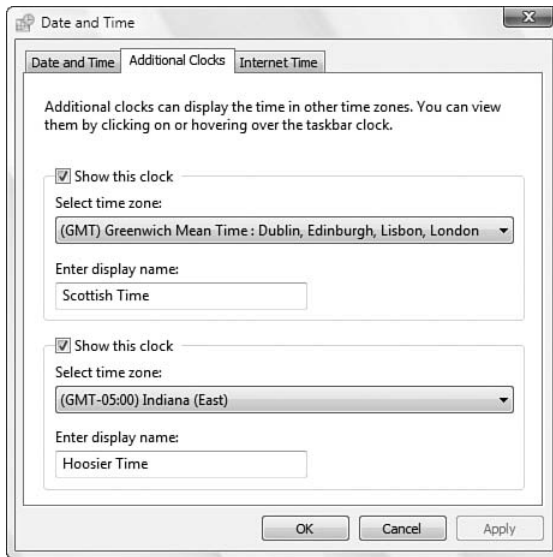 Date and Time
Date and Time Additional Clocks Internet Time
Additional clocks can display the time in other time zones. You can view
them by clicking on or hovering over the taskbar clock.
Show this clock
Select time zone:
(GMT) Greenwich Mean Time : Dublin, Edinburgh, Lisbon, London
Enter display name:
Scottish Time
Show this clock
Select time zone:
(GMT-05:00) Indiana (East)
Enter display name:
Hoosier Time
OK Cancel Apply